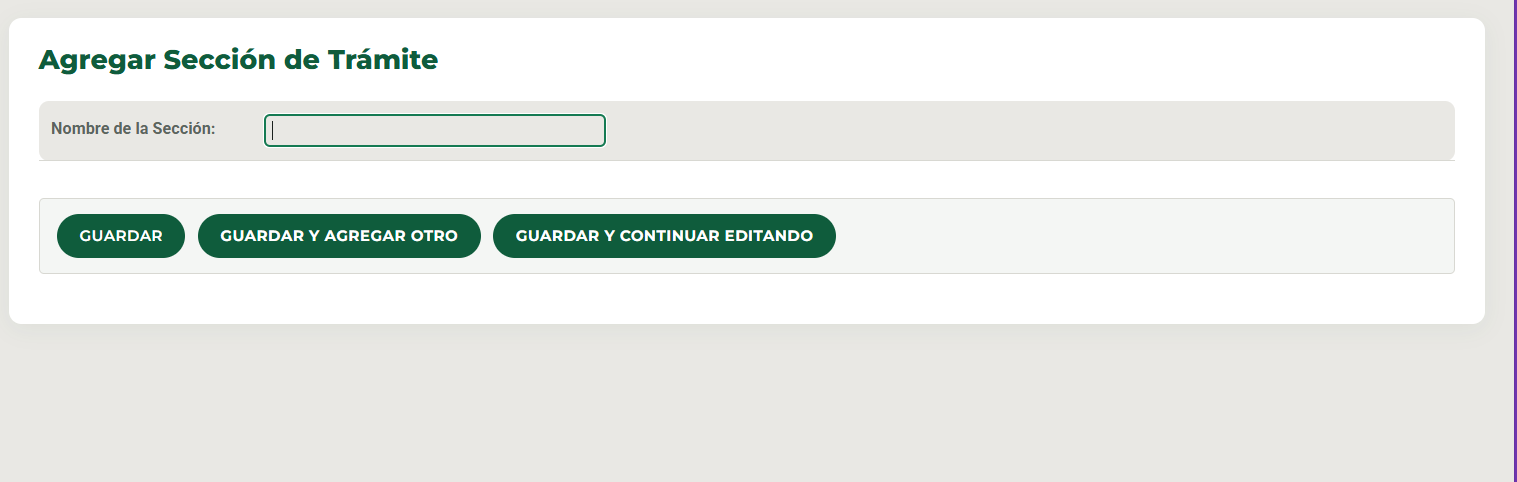 Agregar Sección de Trámite
Nombre de la Sección:
GUARDAR GUARDAR Y AGREGAR OTRO GUARDAR Y CONTINUAR EDITANDO